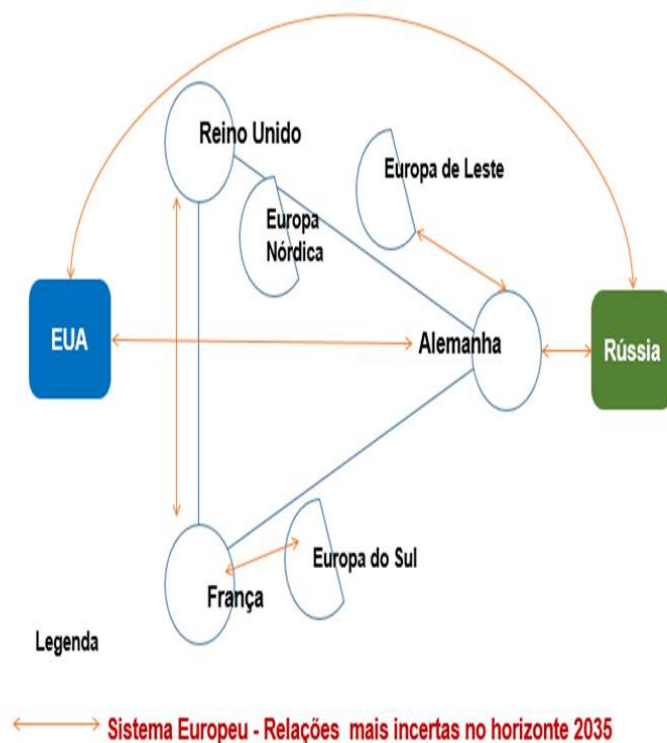 Reino Unido
Europa de Leste
Europa
Nórdica
EUA
Alemanha
Rússia
Europa do Sul
França
Legenda
Sistema Europeu - Relações mais incertas no horizonte 2035